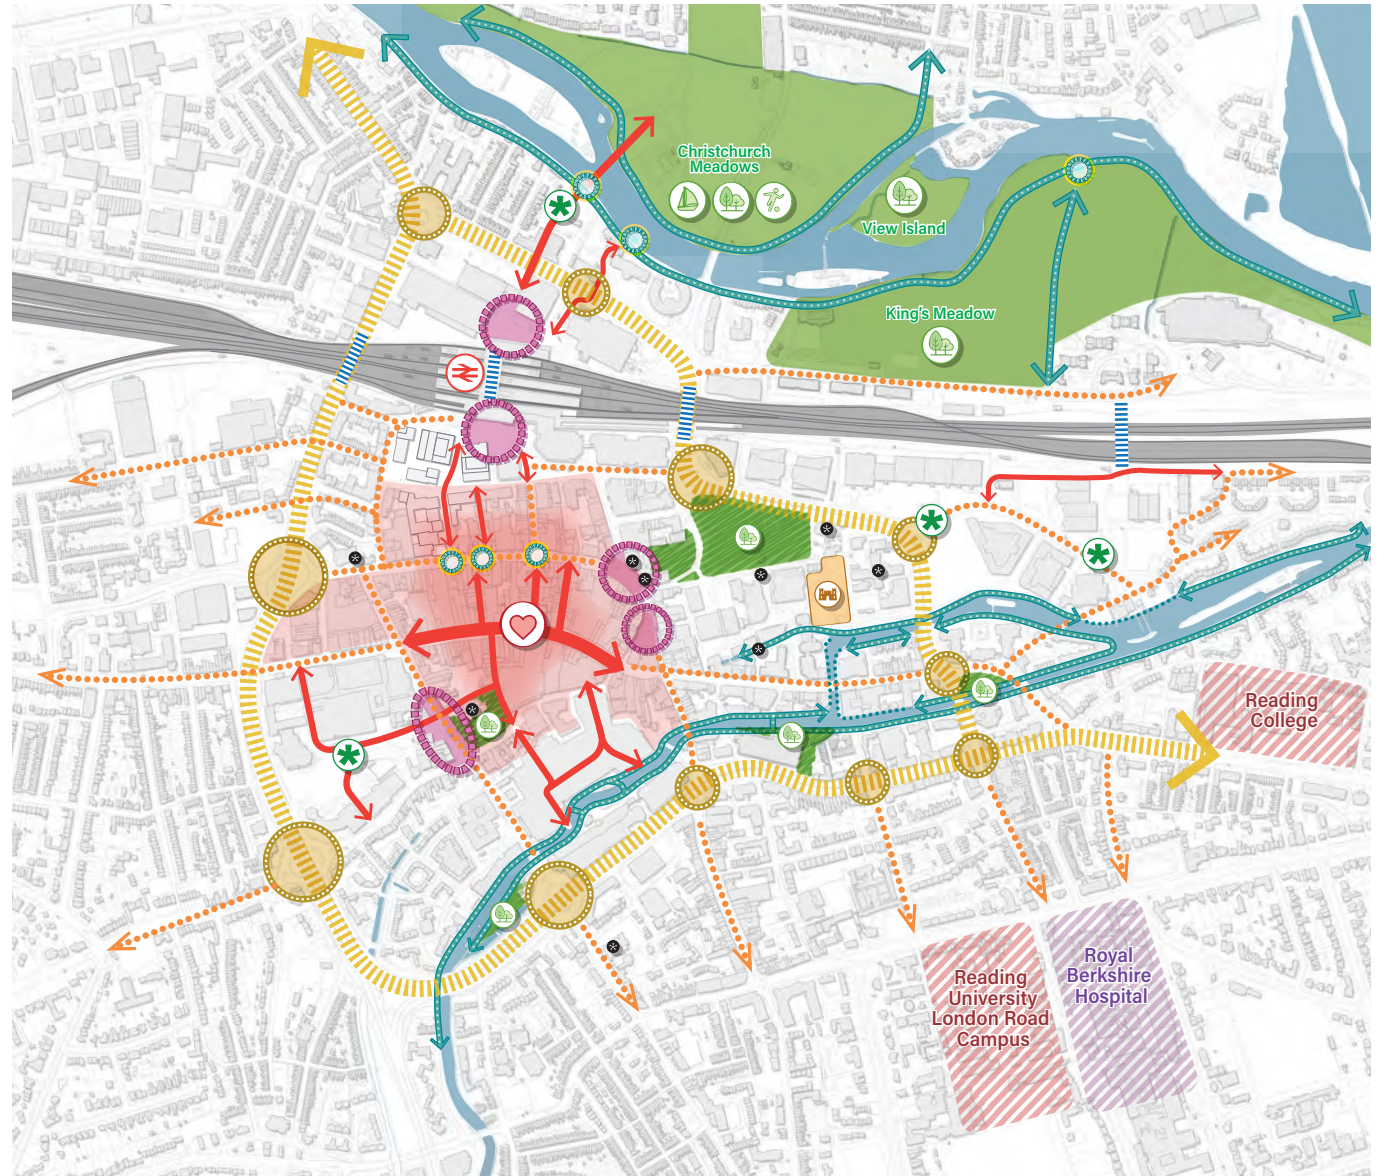 Christchurch
Meadows
View Island
King's Meadow
Reading
College
Reading
University
London Road
Campus
Royal
Berkshire
Hospital